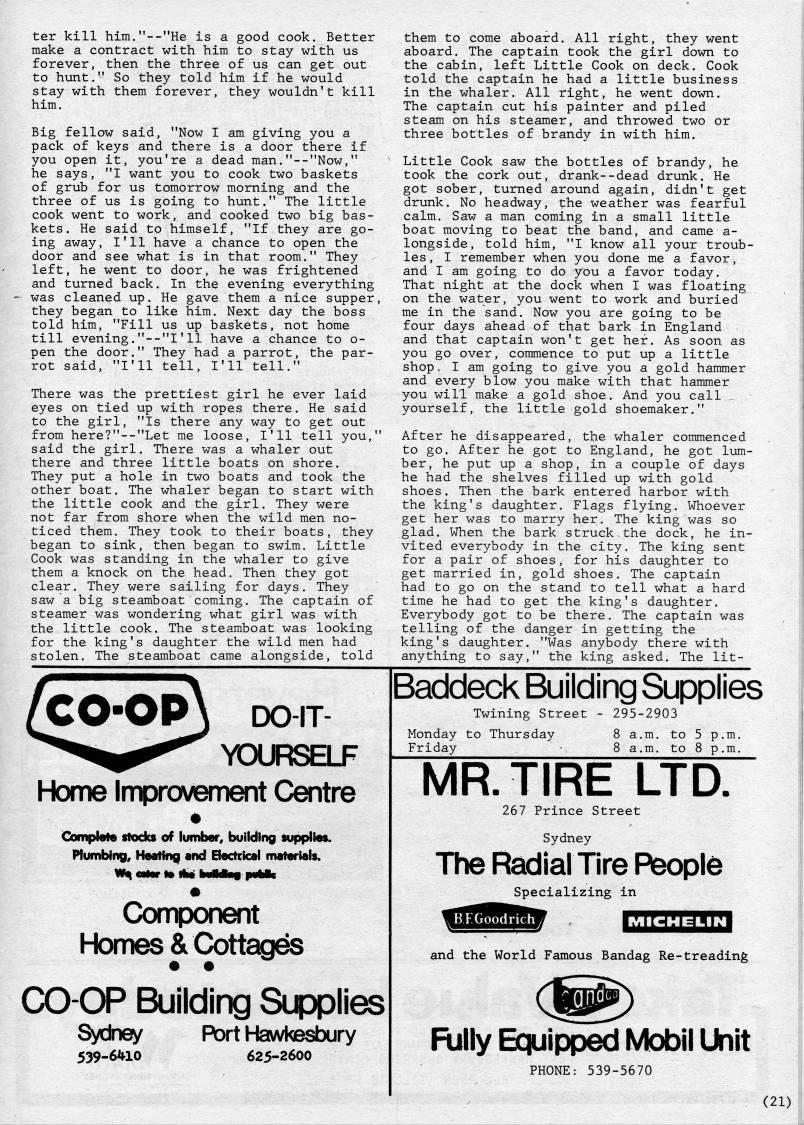 ter kill him."--"He is a good cook. Better
make a contract with him to stay with us
forever, then the three of us can get out
to hunt." So they told him if he would
stay with them forever, they wouldn't kill
him.
Big fellow said, "Now I am giving you a
pack of keys and there is a door there if
you open it, you're a dead man."--"Now,"
he says, "I want you to cook two baskets
of grub for us tomorrow morning and the
three of us is going to hunt." The little
cook went to work, and cooked two big bas-
kets. He said to himself, "If they are go-
ing away, I'll have a chance to open the
door and see what is in that room." They
left, he went to door, he was frightened
and turned back. In the evening everything
was cleaned up. He gave them a nice supper,
they began to like him. Next day the boss
told him, "Fill us up baskets, not home
till evening."--"I'll have a chance to o-
pen the door." They had a parrot, the par-
rot said, "I'll tell, I'll tell."
There was the prettiest girl he ever laid
eyes on tied up with ropes there. He said
to the girl, "Is there any way to get out
from here?"--"Let me loose, I'll tell you,"
said the girl. There was a whaler out
there and three little boats on shore.
They put a hole in two boats and took the
other boat. The whaler began to start with
the little cook and the girl. They were
not far from shore when the wild men no-
ticed them. They took to their boats, they
began to sink, then began to swim. Little
Cook was standing in the whaler to give
them a knock on the head. Then they got
clear. They were sailing for days. They
saw a big steamboat coming. The captain of
steamer was wondering what girl was with
the little cook. The steamboat was looking
for the king's daughter the wild men had
stolen. The steamboat came alongside, told
them to come aboard. All right, they went
aboard. The captain took the girl down to
the cabin, left Little Cook on deck. Cook
told the captain he had a little business
in the whaler. All right, he went down.
The captain cut his painter and piled
steam on his steamer, and throwed two or
three bottles of brandy in with him.
Little Cook saw the bottles of brandy, he
took the cork out, drank--dead drunk. He
got sober, turned around again, didn't get
drunk. No headway, the weather was fearful
calm. Saw a man coming in a small little
boat moving to beat the band, and came a-
longside, told him, "I know all your troub-
les, I remember when you done me a favor,
and I am going to do you a favor today.
That night at the dock when I was floating
on the water, you went to work and buried
me in the sand. Now you are going to be
four days ahead of that bark in England
and that captain won't get her. As soon as
you go over, commence to put up a little
shop. I am going to give you a gold hammer
and every blow you make with that hammer
you will make a gold shoe. And you call
yourself, the little gold shoemaker."
After he disappeared, the whaler commenced
to go. After he got to England, he got lum-
ber, he put up a shop, in a couple of days
he had the shelves filled up with gold
shoes. Then the bark entered harbor with
the king's daughter. Flags flying. Whoever
get her was to marry her. The king was so
glad. When the bark struck the dock, he in-
vited everybody in the city. The king sent
for a pair of shoes, for his daughter to
get married in, gold shoes. The captain
had to go on the stand to tell what a hard
time he had to get the king's daughter.
Everybody got to be there. The captain was
telling of the danger in getting the
king's daughter. "Was anybody there with
anything to say," the king asked. The lit-
CO-OP
DO-IT-
YOURSELF
Home Improvement Centre
Complete stocks of lumber, building supplies.
Plumbing, Heating and Electrical materials.
We cater to the building public
Component
Homes & Cottages
CO-OP Building Supplies
Sydney Port Hawkesbury
539-6410 625-2600
Baddeck Building Supplies
Twining Street - 295-2903
Monday to Thursday 8 a.m. to 5 p.m.
Friday 8 a.m. to 8 p.m.
MR. TIRE LTD.
267 Prince Street
Sydney
The Radial Tire People
Specializing in
B.F.Goodrich MICHELIN
and the World Famous Bandag Re-treading
Fully Equipped Mobil Unit
PHONE: 539-5670
(21)